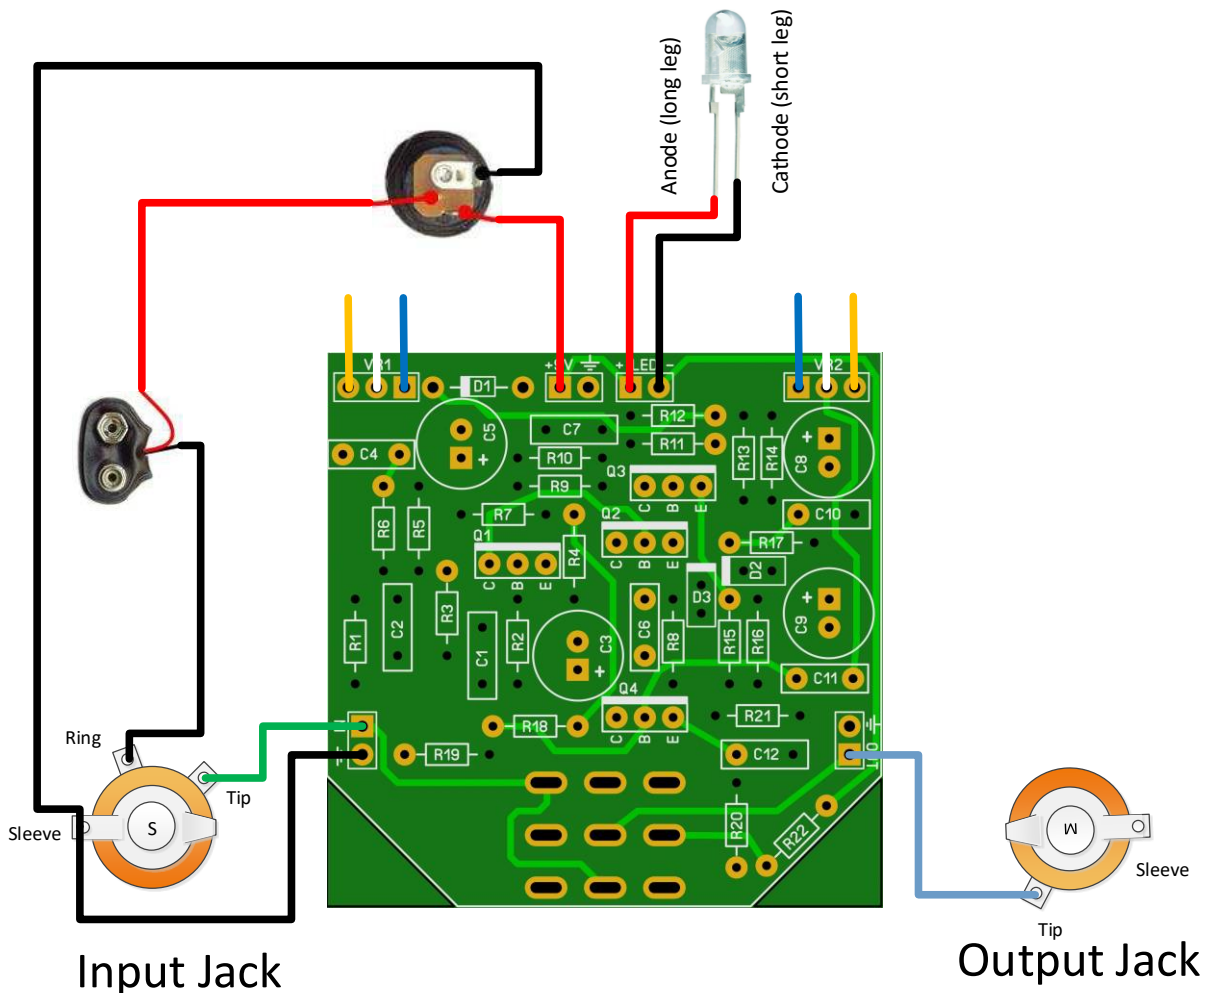 Anode (long leg)
Cathode (short leg)
VR1
+9V
+ LED -
VR2
D1
R12
C5
C7
R11
+
C4
+
R10
Q3
R13
R14
C8
R9
C B E
R6
R5
R7
Q2
C10
Q1
R4
R17
C B E
C B E
D2
R3
D3
+
C9
R1
C2
C1
R2
C3
C6
R8
R15
R16
+
Q4
C11
R18
C B E
R21
Ring
R19
C12
OUT
Tip
R20
R22
Sleeve
S
M
Sleeve
Tip
Input Jack
Output Jack